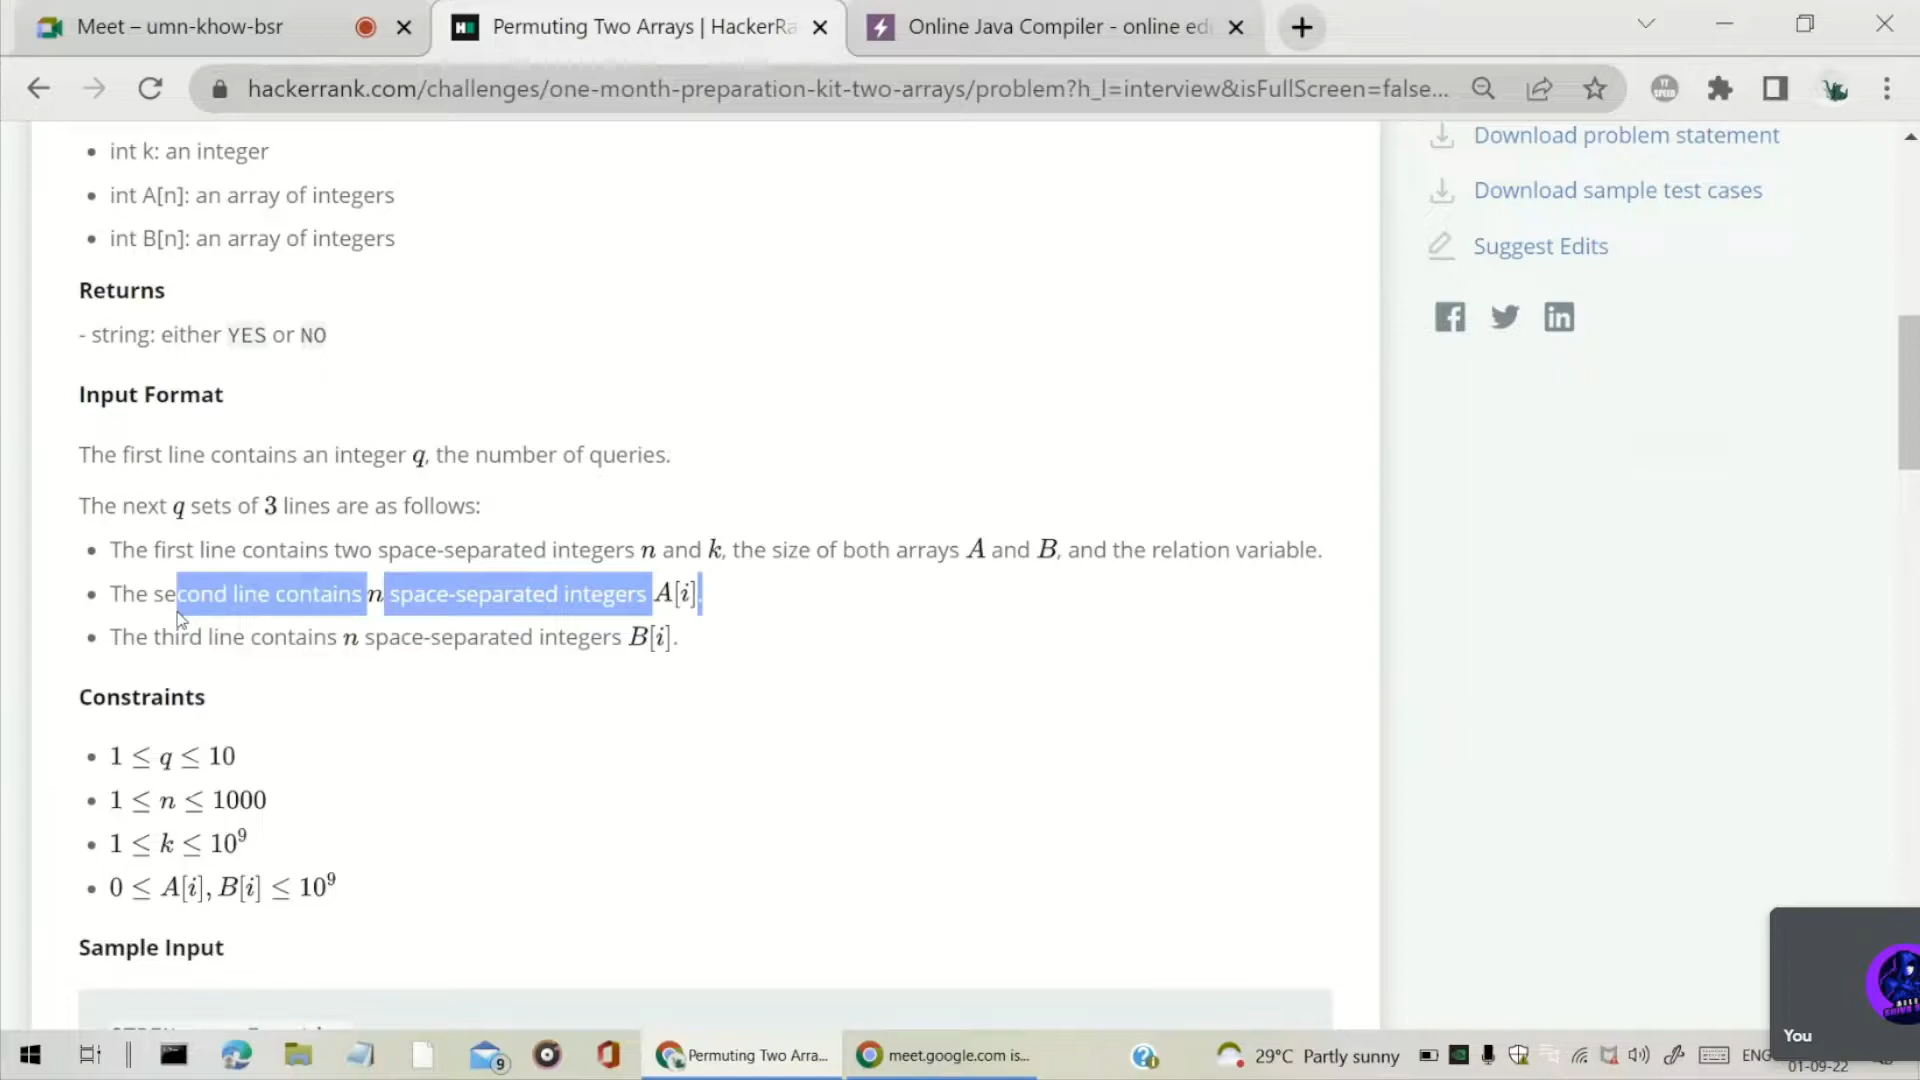 Meet – umn-khow-bsr
Permuting Two Arrays | HackerRa
Online Java Compiler - online edi
hackerrank.com/challenges/one-month-preparation-kit-two-arrays/problem?h_l=interview&isFullScreen=false...
• int k: an integer
• int A[n]: an array of integers
• int B[n]: an array of integers
Returns
- string: either YES or NO
Input Format
The first line contains an integer q, the number of queries.
The next q sets of 3 lines are as follows:
• The first line contains two space-separated integers n and k, the size of both arrays A and B, and the relation variable.
• The second line contains n space-separated integers A[i].
• The third line contains n space-separated integers B[i].
Constraints
• 1 ≤ q ≤ 10
• 1 ≤ n ≤ 1000
• 1 ≤ k ≤ 10⁹
• 0 ≤ A[i], B[i] ≤ 10⁹
Sample Input
Download problem statement
Download sample test cases
Suggest Edits
You
9
Permuting Two Arra...
meet.google.com is...
29°C Partly sunny
ENG
01-09-22